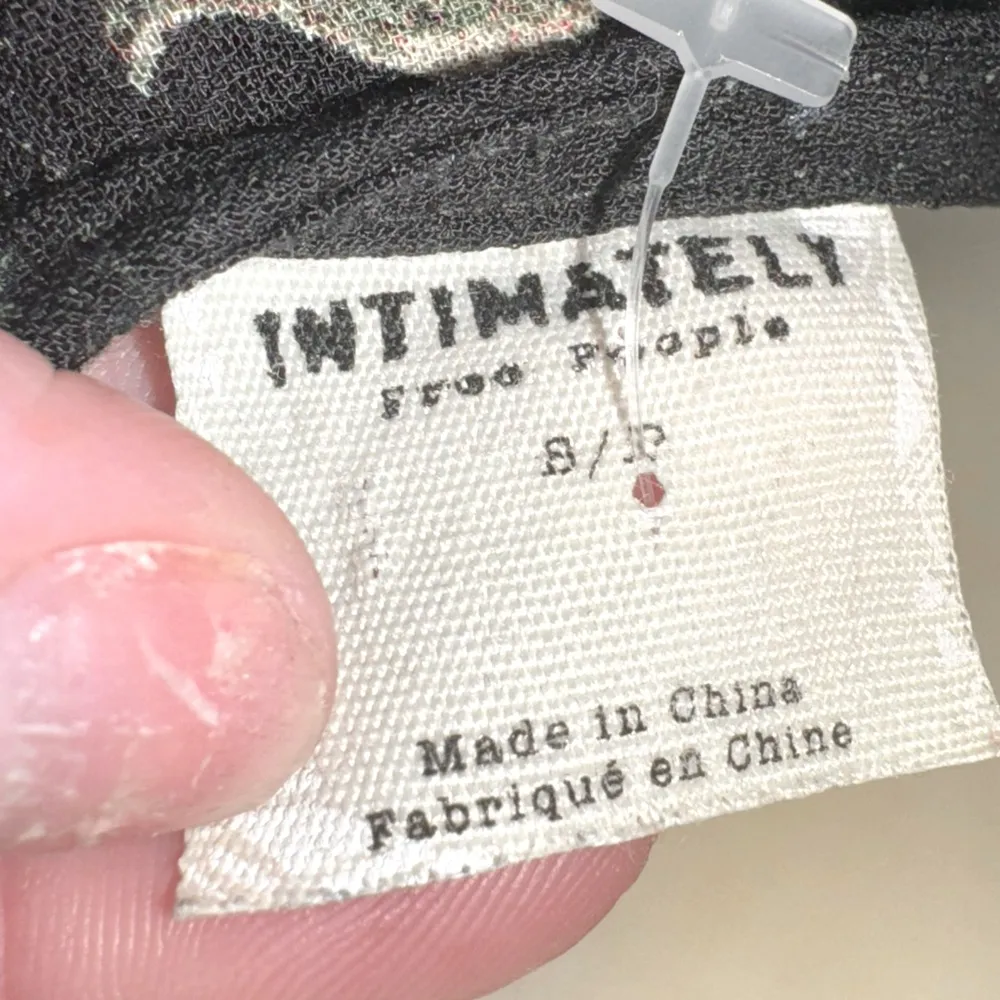 INTIMATELY
Free People
S/P
Made in China
Fabriqué en Chine